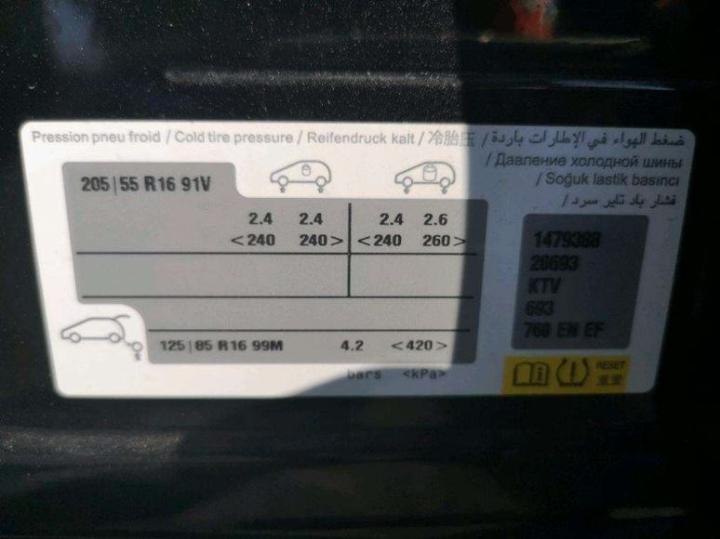 Pression pneu froid / Cold tire pressure / Reifendruck kalt / 冷胎压 / ضغط الهواء في الإطارات باردة
/ Давление холодной шины
/ Soğuk lastik basıncı
فشار باد تایر سرد /
205|55 R16 91V
2.4 2.4 2.4 2.6
<240 240> <240 260>
125|85 R16 99M 4.2 <420>
bars <kPa>
1479388
20693
KTV
693
760 EN EF
RESET